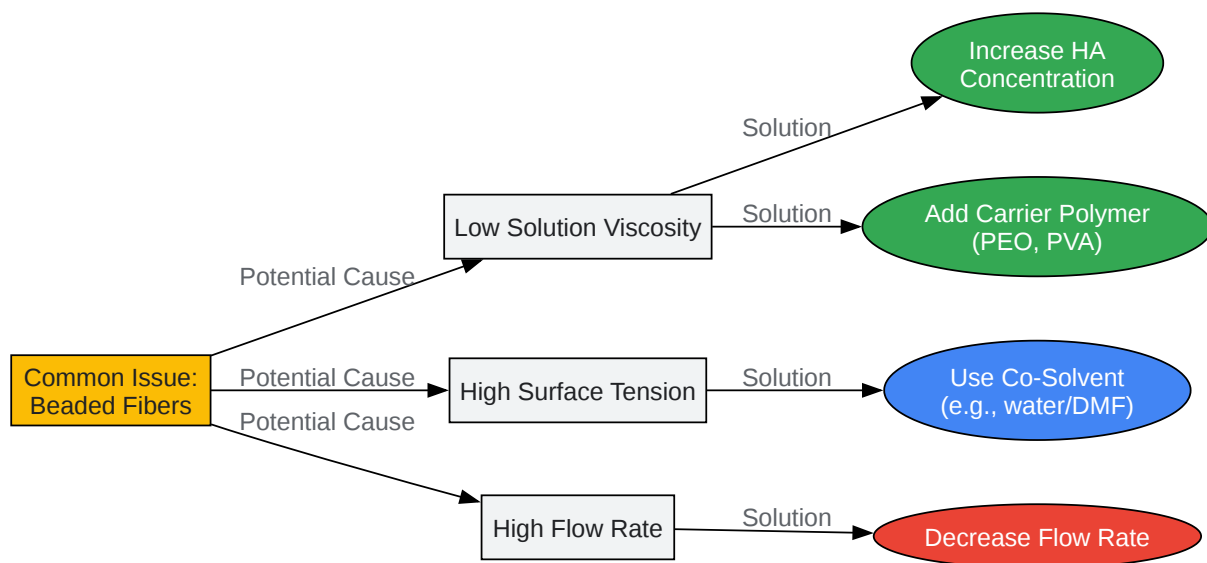 Common Issue:
Beaded Fibers
Potential Cause
Potential Cause
Potential Cause
Low Solution Viscosity
High Surface Tension
High Flow Rate
Solution
Solution
Solution
Solution
Increase HA
Concentration
Add Carrier Polymer
(PEO, PVA)
Use Co-Solvent
(e.g., water/DMF)
Decrease Flow Rate